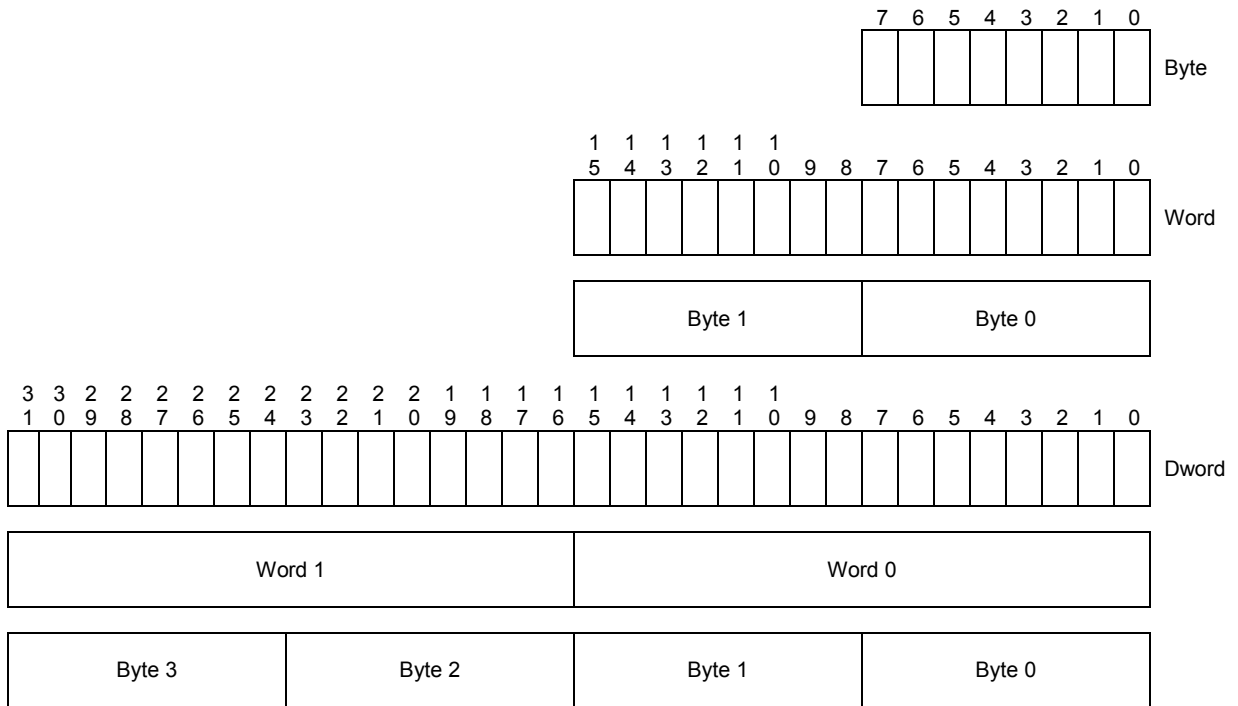 7 6 5 4 3 2 1 0
Byte
1 1 1 1 1 1
5 4 3 2 1 0 9 8 7 6 5 4 3 2 1 0
Word
Byte 1 Byte 0
3 3 2 2 2 2 2 2 2 2 2 2 1 1 1 1 1 1 1 1 1 1
1 0 9 8 7 6 5 4 3 2 1 0 9 8 7 6 5 4 3 2 1 0 9 8 7 6 5 4 3 2 1 0
Dword
Word 1 Word 0
Byte 3 Byte 2 Byte 1 Byte 0